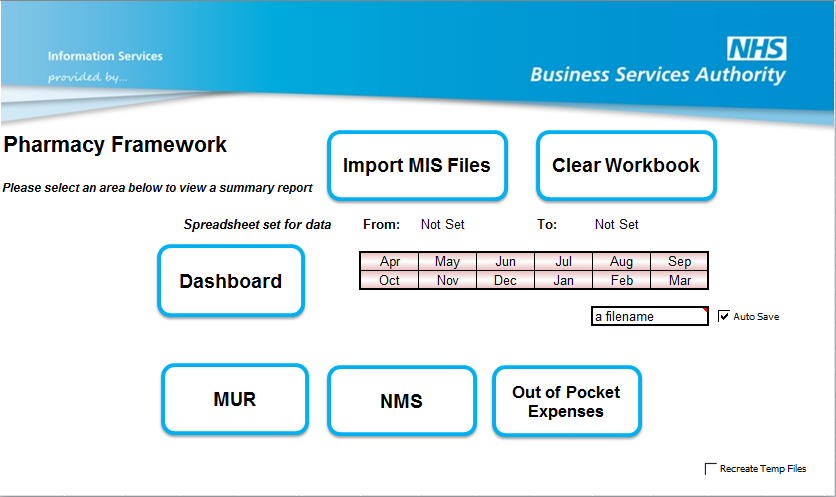 Information Services
provided by...
NHS
Business Services Authority
Pharmacy Framework
Import MIS Files
Clear Workbook
Please select an area below to view a summary report
Spreadsheet set for data From: Not Set To: Not Set
Dashboard
Apr May Jun Jul Aug Sep
Oct Nov Dec Jan Feb Mar
a filename Auto Save
MUR
NMS
Out of Pocket
Expenses
Recreate Temp Files